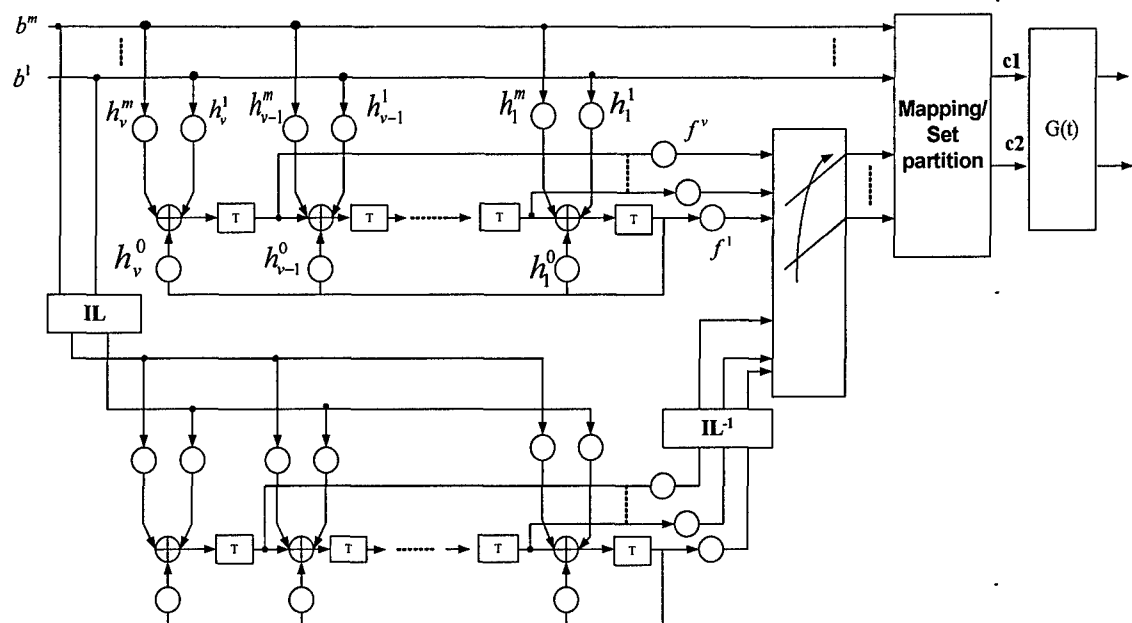 b^m
b^1
h_v^m h_v^1 h_{v-1}^m h_{v-1}^1 h_1^m h_1^1
Mapping/
Set
partition
c1
c2
G(t)
f^v
T T T T
f^1
h_v^0 h_{v-1}^0 h_1^0
IL
IL^{-1}
T T T T